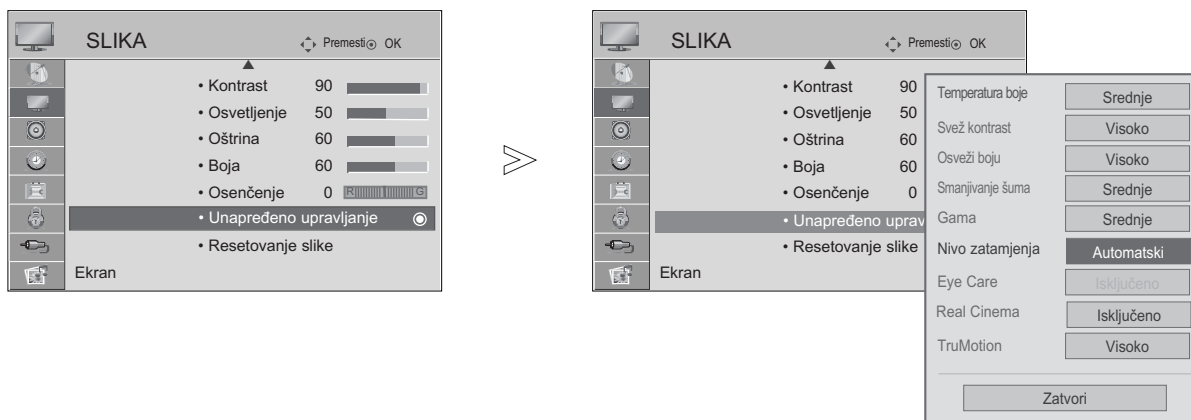 SLIKA
Premesti OK
• Kontrast 90
• Osvetljenje 50
• Oštrina 60
• Boja 60
• Osenčenje 0 R G
• Unapređeno upravljanje
• Resetovanje slike
Ekran
SLIKA
Premesti OK
• Kontrast 90
• Osvetljenje 50
• Oštrina 60
• Boja 60
• Osenčenje 0
• Unapređeno uprav
• Resetovanje slike
Ekran
Temperatura boje Srednje
Svež kontrast Visoko
Osveži boju Visoko
Smanjivanje šuma Srednje
Gama Srednje
Nivo zatamjenja Automatski
Eye Care Isključeno
Real Cinema Isključeno
TruMotion Visoko
Zatvori